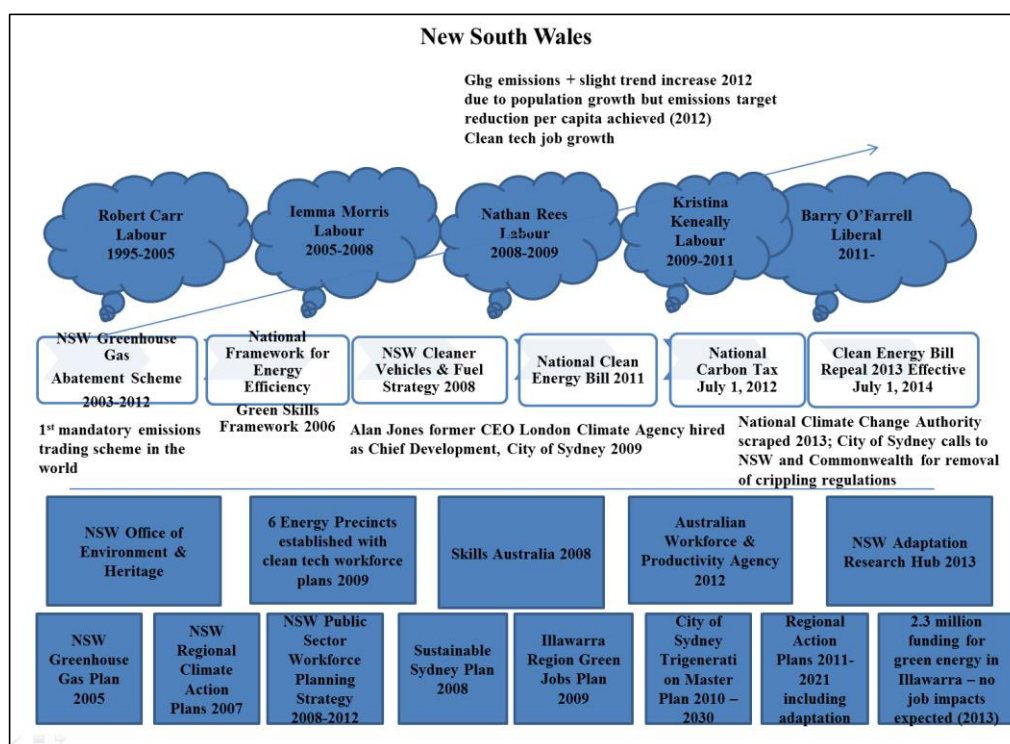 New South Wales
Ghg emissions + slight trend increase 2012
due to population growth but emissions target
reduction per capita achieved (2012)
Clean tech job growth
Robert Carr
Labour
1995-2005
Iemma Morris
Labour
2005-2008
Nathan Rees
Labour
2008-2009
Kristina
Keneally
Labour
2009-2011
Barry O’Farrell
Liberal
2011-
NSW Greenhouse
Gas
Abatement Scheme
2003-2012
National
Framework for
Energy
Efficiency
Green Skills
Framework 2006
NSW Cleaner
Vehicles & Fuel
Strategy 2008
National Clean
Energy Bill 2011
National
Carbon Tax
July 1, 2012
Clean Energy Bill
Repeal 2013 Effective
July 1, 2014
1st mandatory emissions
trading scheme in the
world
Alan Jones former CEO London Climate Agency hired
as Chief Development, City of Sydney 2009
National Climate Change Authority
scraped 2013; City of Sydney calls to
NSW and Commonwealth for removal
of crippling regulations
NSW Office of
Environment &
Heritage
6 Energy Precincts
established with
clean tech workforce
plans 2009
Skills Australia 2008
Australian
Workforce &
Productivity Agency
2012
NSW Adaptation
Research Hub 2013
NSW
Greenhouse
Gas Plan
2005
NSW
Regional
Climate
Action
Plans 2007
NSW Public
Sector
Workforce
Planning
Strategy
2008-2012
Sustainable
Sydney Plan
2008
Illawarra
Region Green
Jobs Plan
2009
City of
Sydney
Trigenerati
on Master
Plan 2010 –
2030
Regional
Action
Plans 2011-
2021
including
adaptation
2.3 million
funding for
green energy in
Illawarra – no
job impacts
expected (2013)